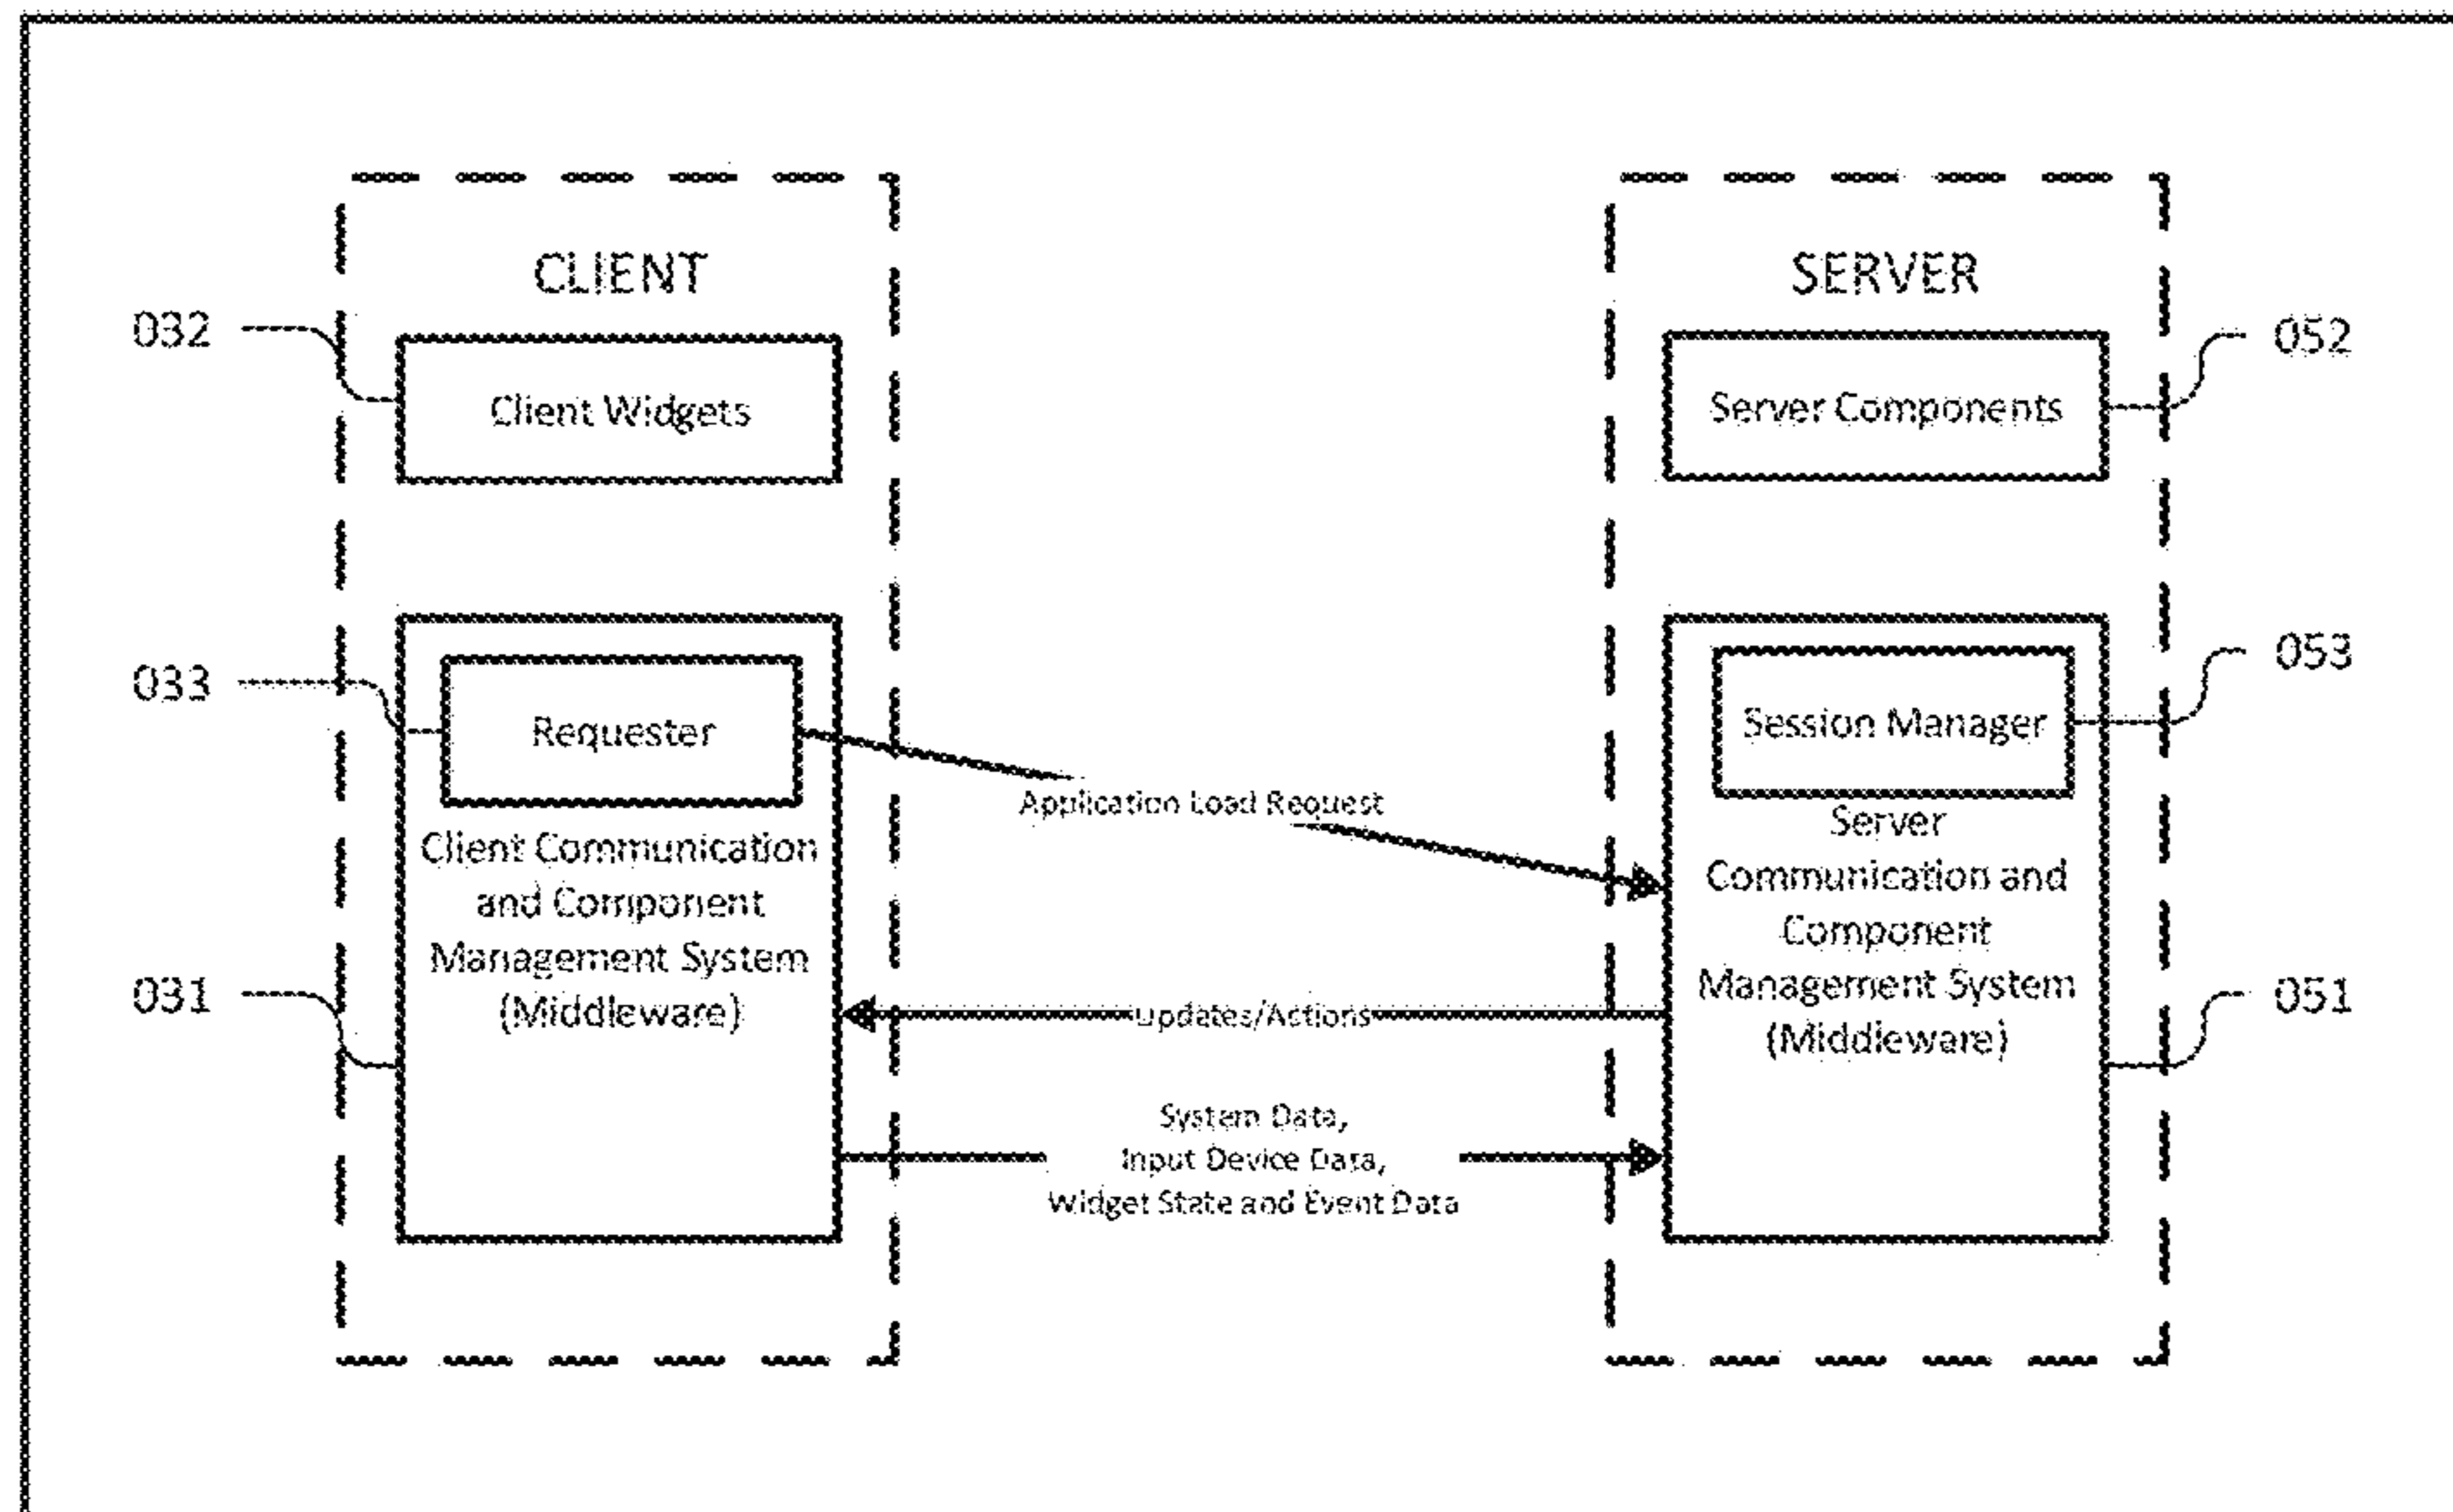 CLIENT
032
Client Widgets
033
Requester
Client Communication
and Component
Management System
(Middleware)
031
Application Load Request
Updates/Actions
System Data,
Input Device Data,
Widget State and Event Data
SERVER
Server Components
052
Session Manager
053
Server
Communication and
Component
Management System
(Middleware)
051